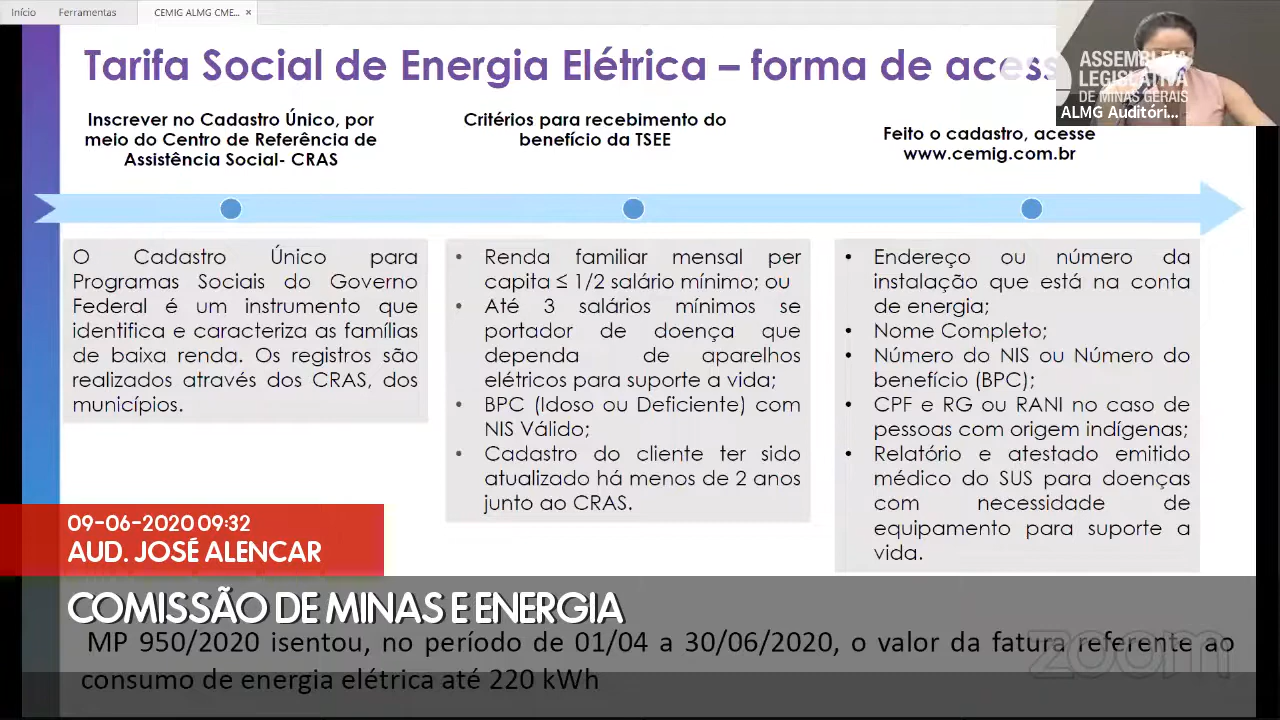 Início
Ferramentas
CEMIG ALMG CME...
Tarifa Social de Energia Elétrica – forma de acess
ASSEMBLEIA
LEGISLATIVA
DE MINAS GERAIS
ALMG Auditóri...
Inscrever no Cadastro Único, por
meio do Centro de Referência de
Assistência Social- CRAS
Critérios para recebimento do
benefício da TSEE
Feito o cadastro, acesse
www.cemig.com.br
O Cadastro Único para
Programas Sociais do Governo
Federal é um instrumento que
identifica e caracteriza as famílias
de baixa renda. Os registros são
realizados através dos CRAS, dos
municípios.
• Renda familiar mensal per
capita ≤ 1/2 salário mínimo; ou
• Até 3 salários mínimos se
portador de doença que
dependa de aparelhos
elétricos para suporte a vida;
• BPC (Idoso ou Deficiente) com
NIS Válido;
• Cadastro do cliente ter sido
atualizado há menos de 2 anos
junto ao CRAS.
• Endereço ou número da
instalação que está na conta
de energia;
• Nome Completo;
• Número do NIS ou Número do
benefício (BPC);
• CPF e RG ou RANI no caso de
pessoas com origem indígenas;
• Relatório e atestado emitido
médico do SUS para doenças
com necessidade de
equipamento para suporte a
vida.
09-06-2020 09:32
AUD. JOSÉ ALENCAR
COMISSÃO DE MINAS E ENERGIA
MP 950/2020 isentou, no período de 01/04 a 30/06/2020, o valor da fatura referente ao
consumo de energia elétrica até 220 kWh
zoom